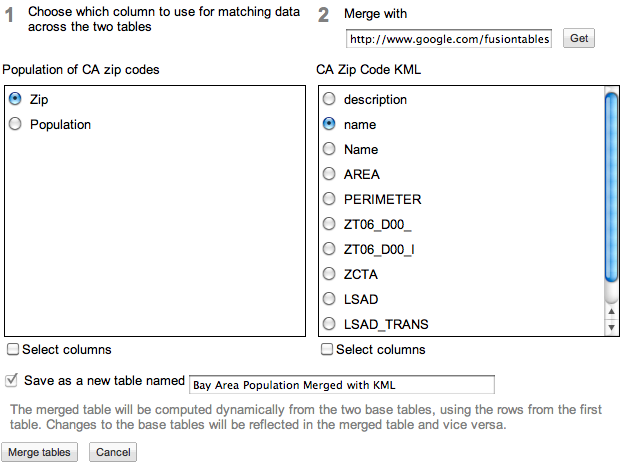 1 Choose which column to use for matching data
across the two tables
2 Merge with
http://www.google.com/fusiontables
Get
Population of CA zip codes
Zip
Population
CA Zip Code KML
description
name
Name
AREA
PERIMETER
ZT06_D00_
ZT06_D00_I
ZCTA
LSAD
LSAD_TRANS
Select columns
Select columns
Save as a new table named
Bay Area Population Merged with KML
The merged table will be computed dynamically from the two base tables, using the rows from the first
table. Changes to the base tables will be reflected in the merged table and vice versa.
Merge tables
Cancel